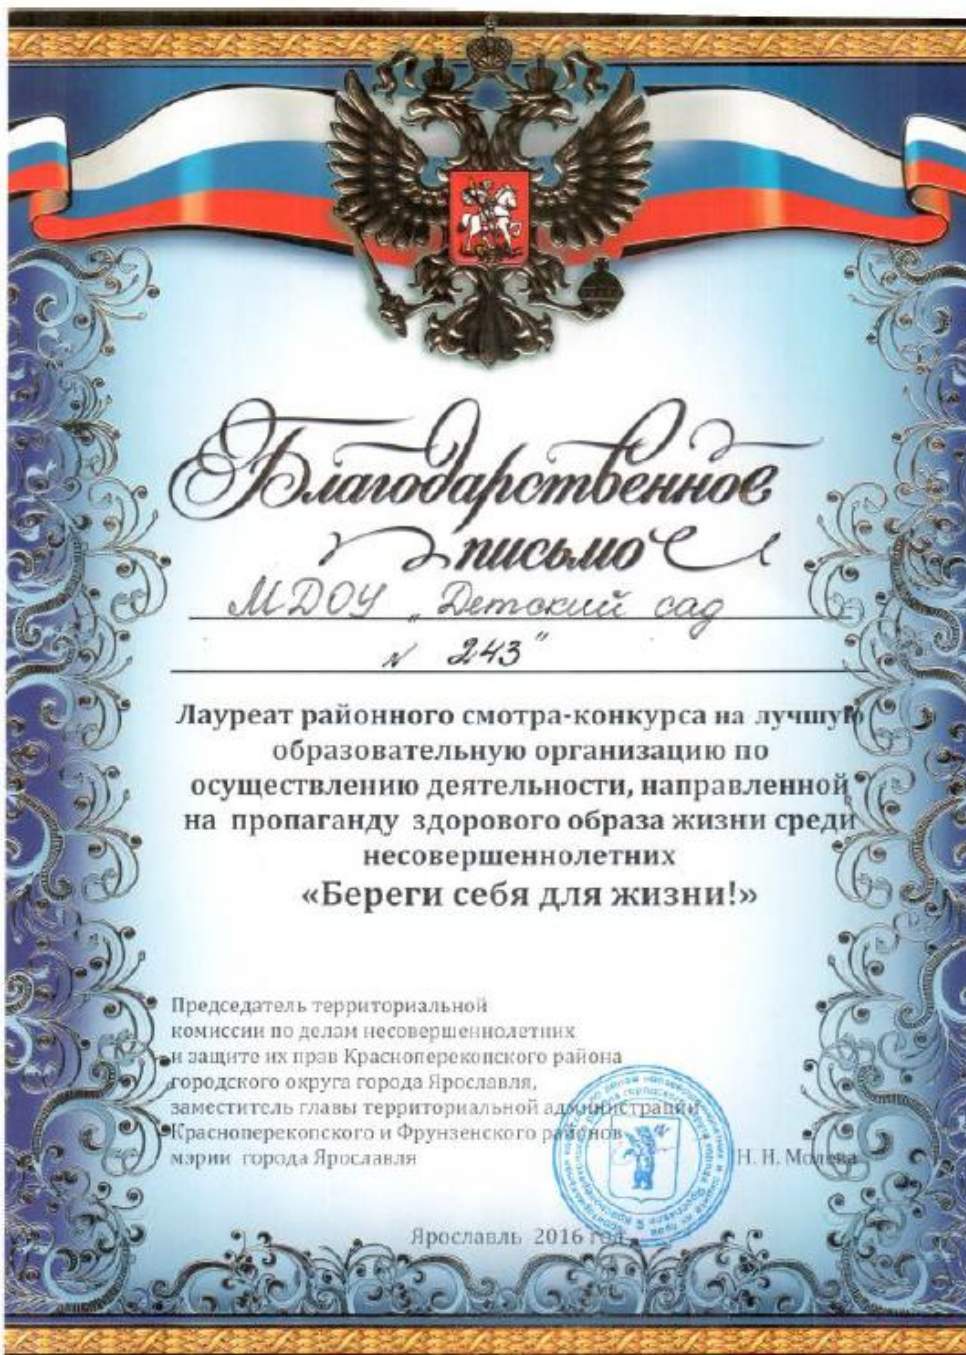 Благодарственное
письмо
МДОУ „Детский сад
№ 243"
Лауреат районного смотра-конкурса на лучшую
образовательную организацию по
осуществлению деятельности, направленной
на пропаганду здорового образа жизни среди
несовершеннолетних
«Береги себя для жизни!»
Председатель территориальной
комиссии по делам несовершеннолетних
и защите их прав Красноперекопского района
городского округа города Ярославля,
заместитель главы территориальной администрации
Красноперекопского и Фрунзенского районов
мэрии города Ярославля
Н. Н.
Ярославль 2016 год